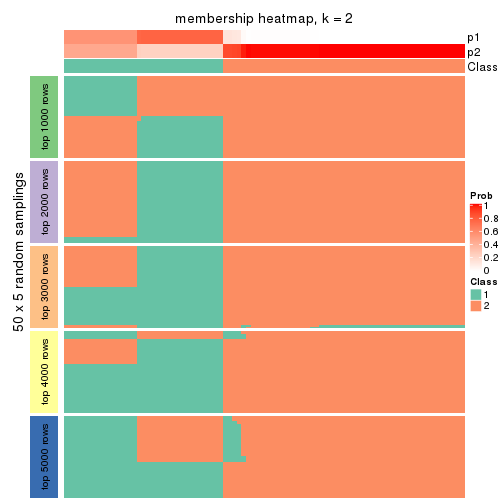 membership heatmap, k = 2
p1
p2
Class
50 x 5 random samplings
top 1000 rows
top 2000 rows
top 3000 rows
top 4000 rows
top 5000 rows
Prob
1
0.8
0.6
0.4
0.2
0
Class
1
2